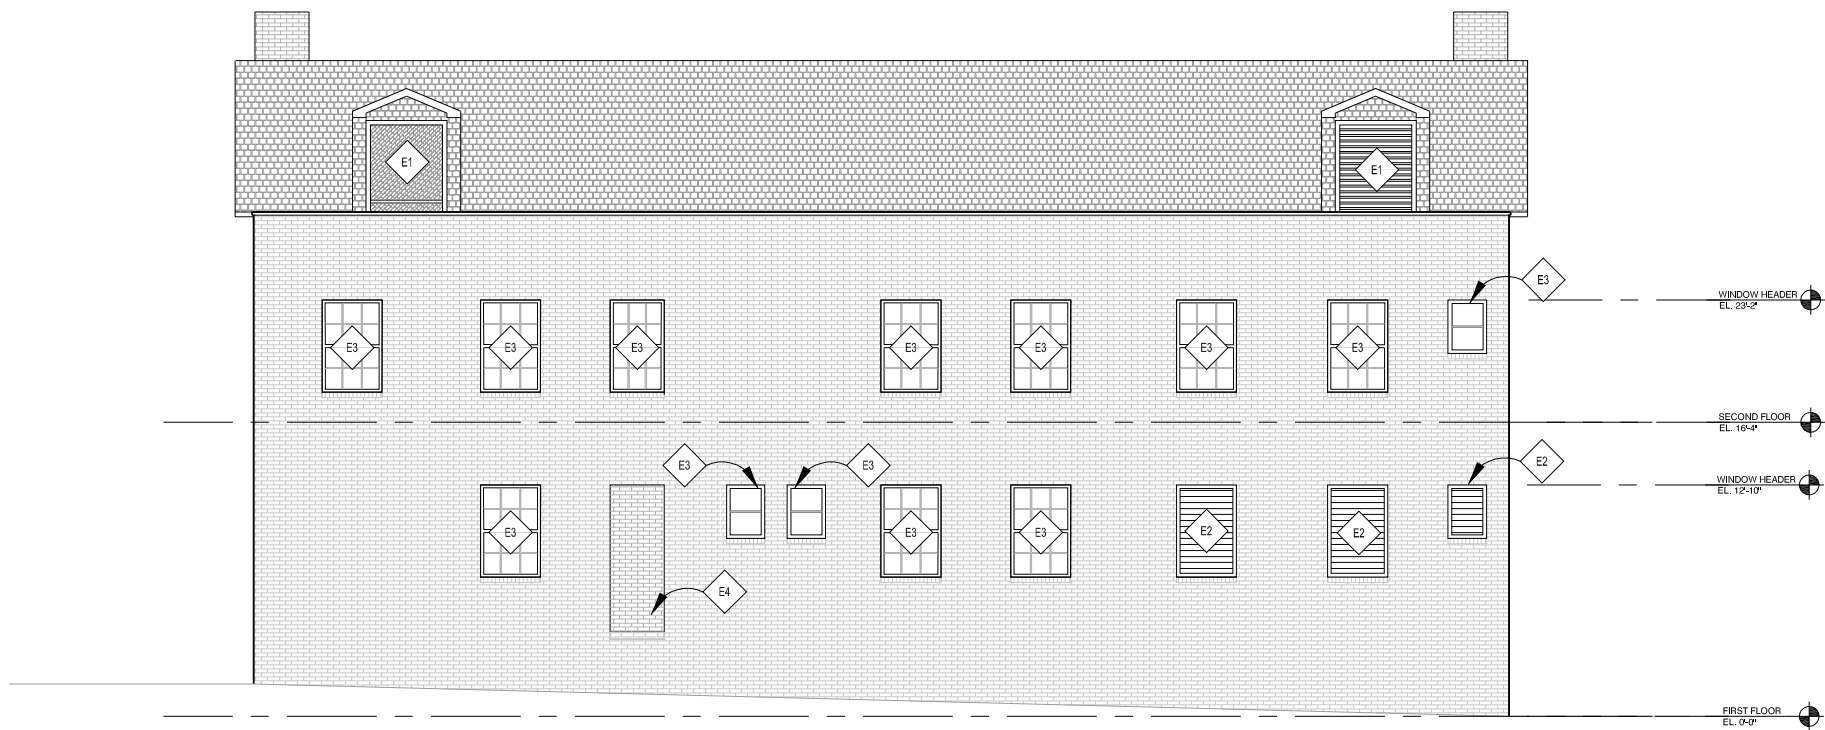 E1
E1
E3
WINDOW HEADER
EL. 23'-2"
E3
E3
E3
E3
E3
E3
E3
SECOND FLOOR
EL. 16'-4"
E3
E3
E2
WINDOW HEADER
EL. 12'-10"
E3
E3
E3
E2
E2
E4
FIRST FLOOR
EL. 0'-0"